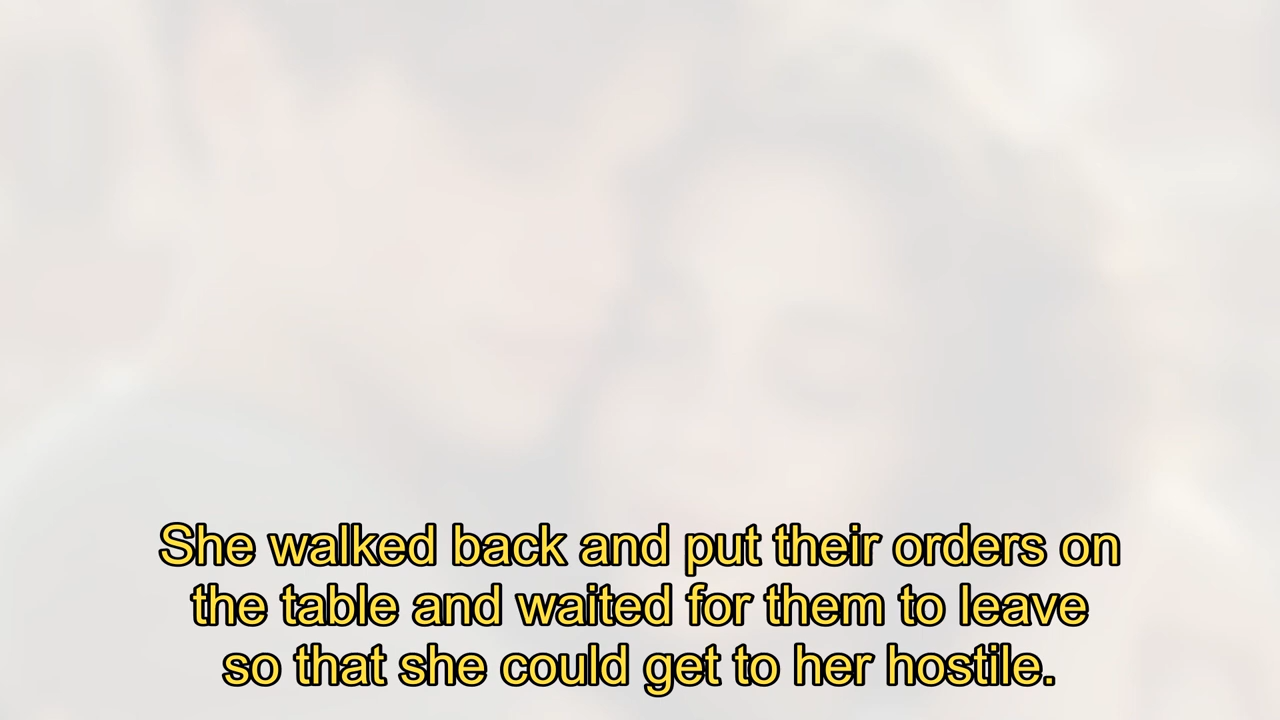 She walked back and put their orders on
the table and waited for them to leave
so that she could get to her hostile.